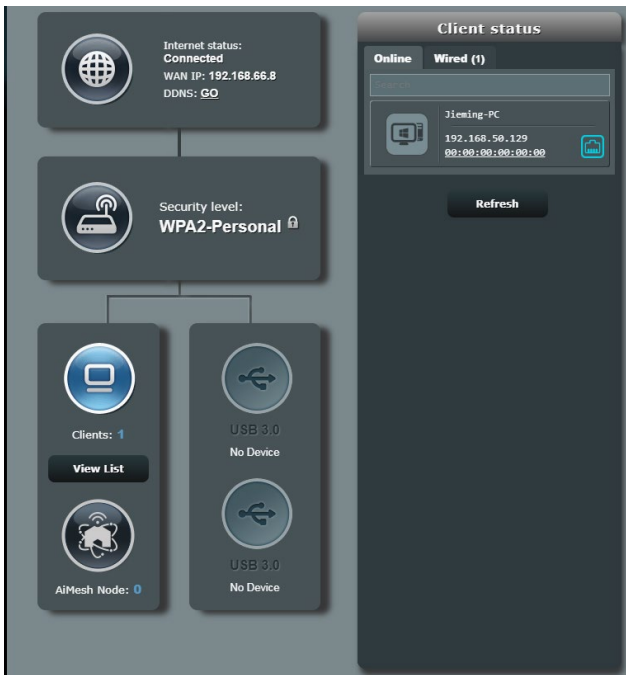 Internet status:
Connected
WAN IP: 192.168.66.8
DDNS: GO
Security level:
WPA2-Personal
Clients: 1
View List
AiMesh Node: 0
USB 3.0
No Device
USB 3.0
No Device
Client status
Online Wired (1)
Search
Jieming-PC
192.168.50.129
00:00:00:00:00:00
Refresh